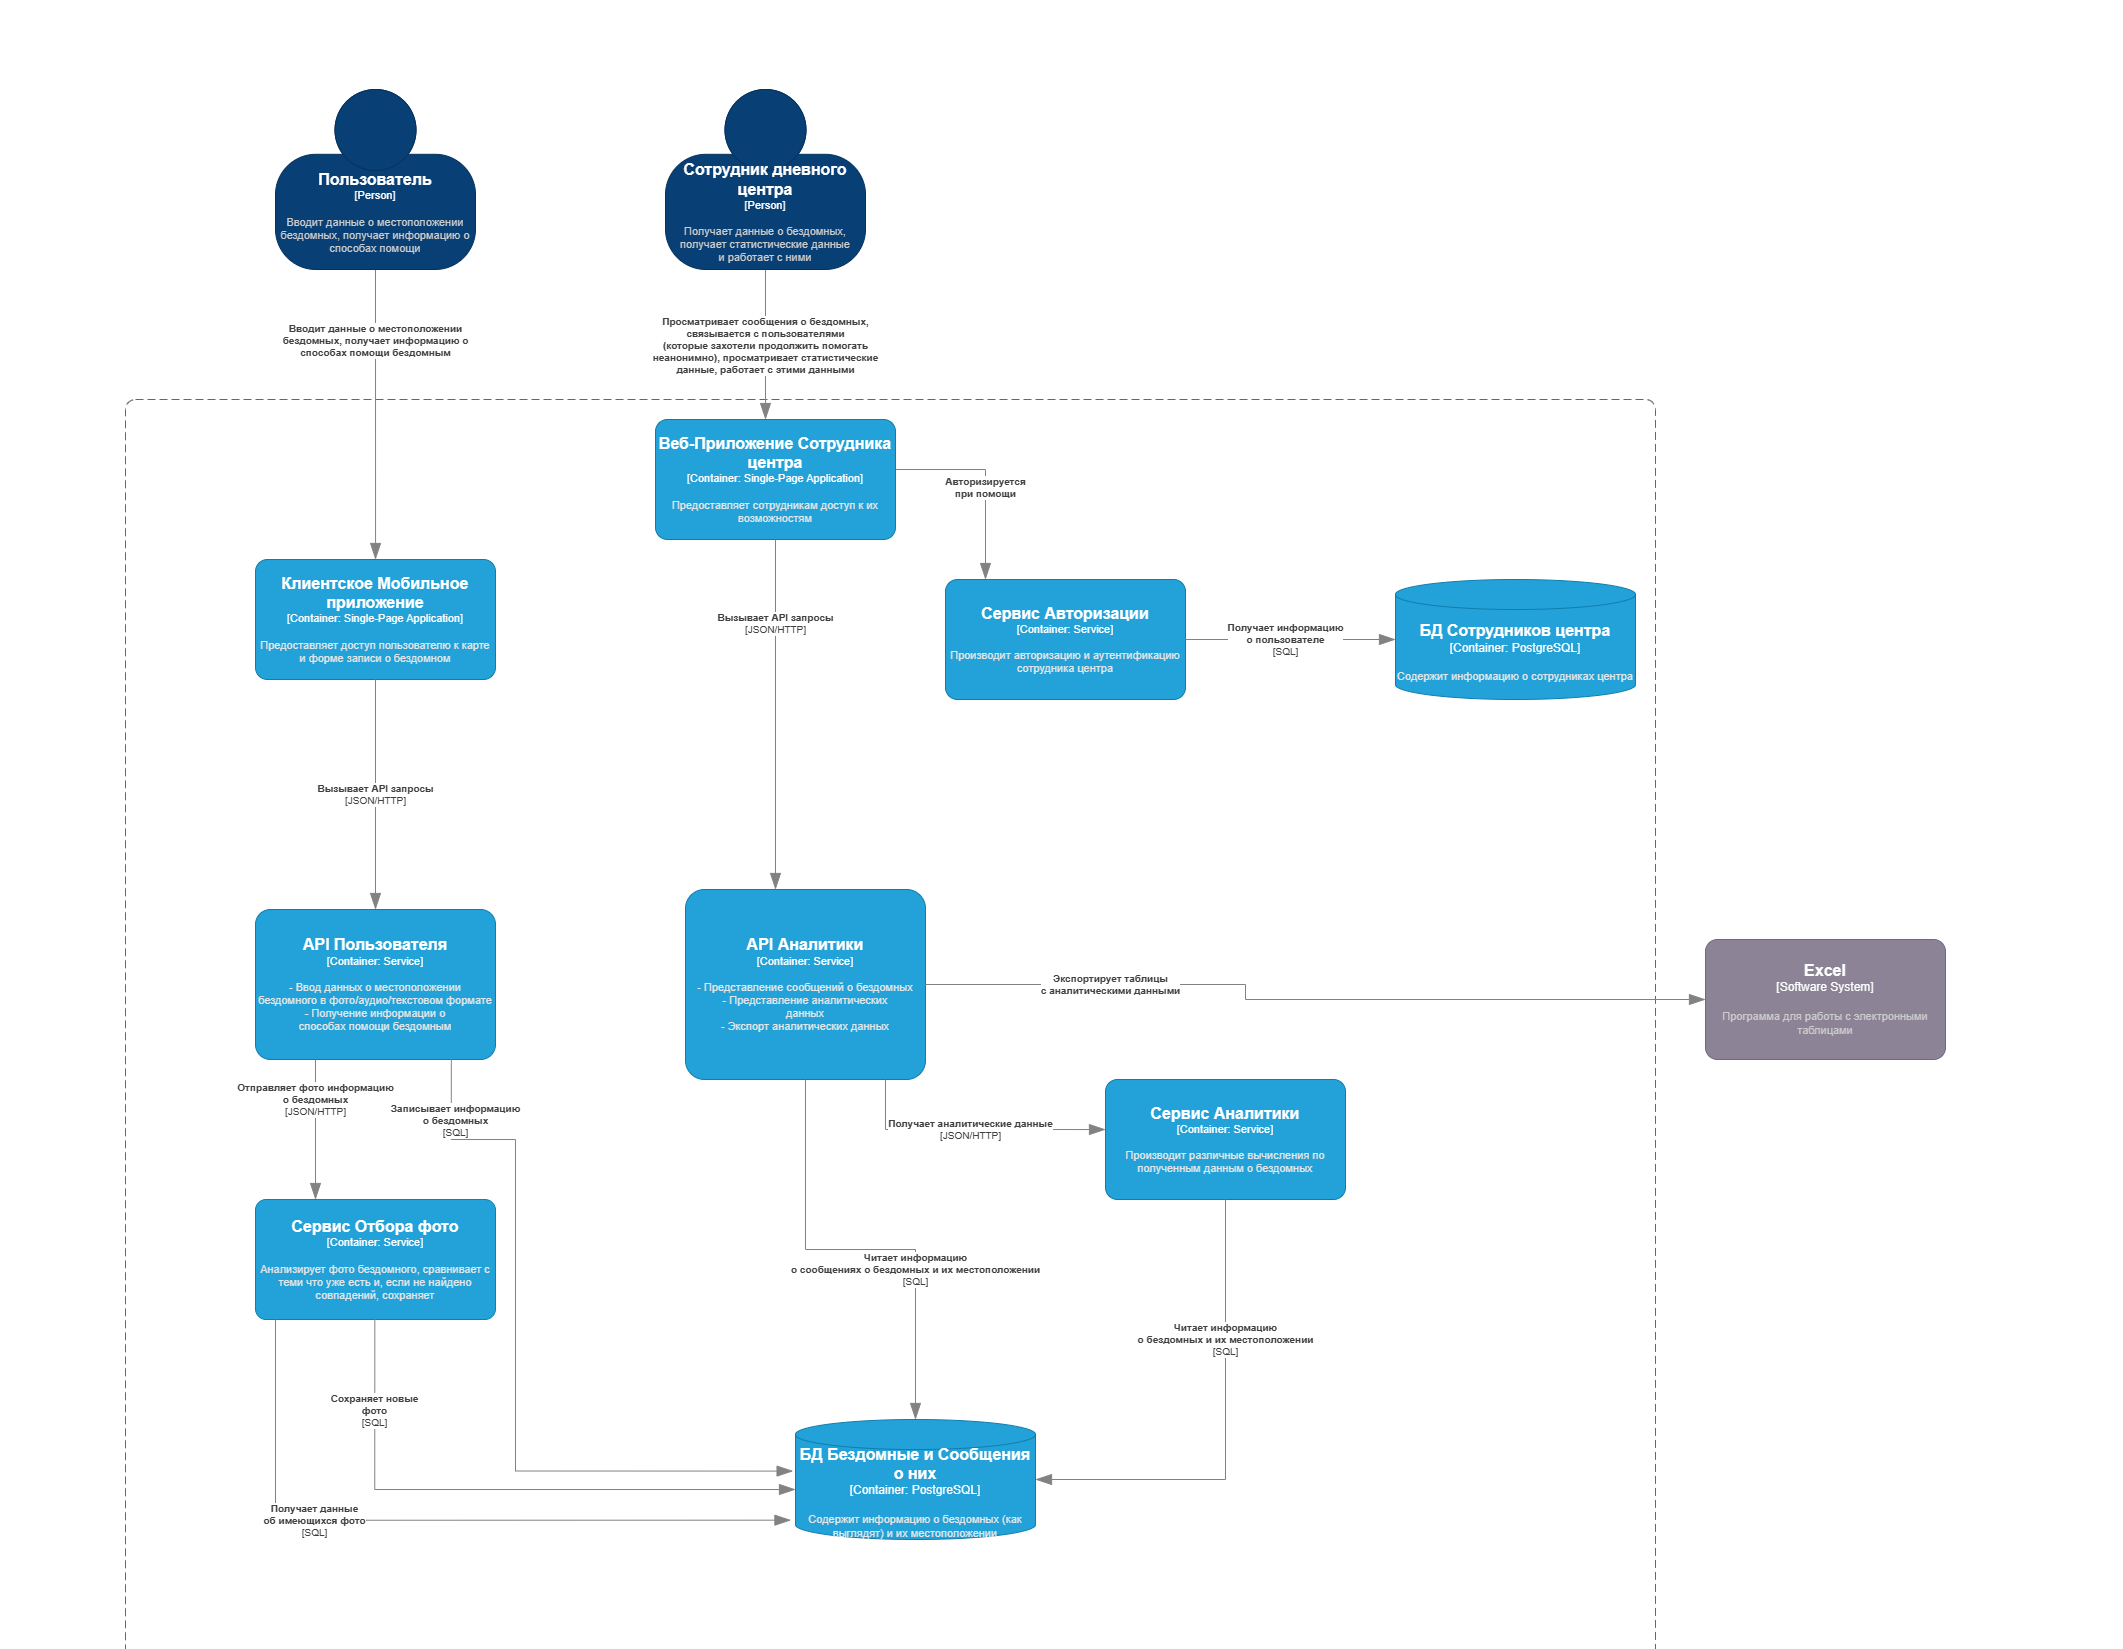 Пользователь
[Person]
Вводит данные о местоположении
бездомных, получает информацию о
способах помощи
Сотрудник дневного
центра
[Person]
Получает данные о бездомных,
получает статистические данные
и работает с ними
Вводит данные о местоположении
бездомных, получает информацию о
способах помощи бездомным
Просматривает сообщения о бездомных,
связывается с пользователями
(которые захотели продолжить помогать
неанонимно), просматривает статистические
данные, работает с этими данными
Веб-Приложение Сотрудника
центра
[Container: Single-Page Application]
Предоставляет сотрудникам доступ к их
возможностям
Авторизируется
при помощи
Клиентское Мобильное
приложение
[Container: Single-Page Application]
Предоставляет доступ пользователю к карте
и форме записи о бездомном
Вызывает API запросы
[JSON/HTTP]
Сервис Авторизации
[Container: Service]
Производит авторизацию и аутентификацию
сотрудника центра
Получает информацию
о пользователе
[SQL]
БД Сотрудников центра
[Container: PostgreSQL]
Содержит информацию о сотрудниках центра
Вызывает API запросы
[JSON/HTTP]
API Пользователя
[Container: Service]
- Ввод данных о местоположении
бездомного в фото/аудио/текстовом формате
- Получение информации о
способах помощи бездомным
API Аналитики
[Container: Service]
- Представление сообщений о бездомных
- Представление аналитических
данных
- Экспорт аналитических данных
Экспортирует таблицы
с аналитическими данными
Excel
[Software System]
Программа для работы с электронными
таблицами
Отправляет фото информацию
о бездомных
[JSON/HTTP]
Записывает информацию
о бездомных
[SQL]
Получает аналитические данные
[JSON/HTTP]
Сервис Аналитики
[Container: Service]
Производит различные вычисления по
полученным данным о бездомных
Сервис Отбора фото
[Container: Service]
Анализирует фото бездомного, сравнивает с
теми что уже есть и, если не найдено
совпадений, сохраняет
Читает информацию
о сообщениях о бездомных и их местоположении
[SQL]
Читает информацию
о бездомных и их местоположении
[SQL]
Сохраняет новые
фото
[SQL]
Получает данные
об имеющихся фото
[SQL]
БД Бездомные и Сообщения
о них
[Container: PostgreSQL]
Содержит информацию о бездомных (как
выглядят) и их местоположении